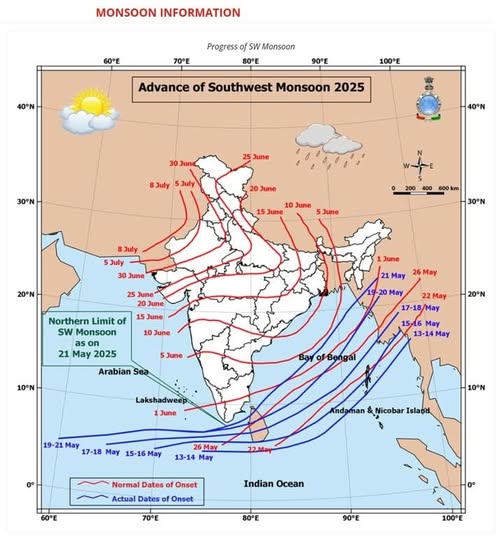 MONSOON INFORMATION
Progress of SW Monsoon
60°E 70°E 80°E 90°E 100°E
Advance of Southwest Monsoon 2025
40°N 40°N
N
W E
S
0 200 400 600 km
30 June 25 June
8 July 5 July 20 June
15 June 10 June 5 June
30°N 30°N
8 July
5 July
30 June
1 June
21 May 26 May
25 June 19-20 May 22 May
20°N 20°N
20 June
15 June
17-18 May
10 June
15-16 May
13-14 May
Northern Limit of
SW Monsoon
as on
21 May 2025
5 June Bay of Bengal
Arabian Sea
10°N 10°N
Lakshadweep
1 June Andaman & Nicobar Island
19-21 May
17-18 May 15-16 May 13-14 May 26 May 22 May
0° 0°
Indian Ocean
Normal Dates of Onset
Actual Dates of Onset
60°E 70°E 80°E 90°E 100°E